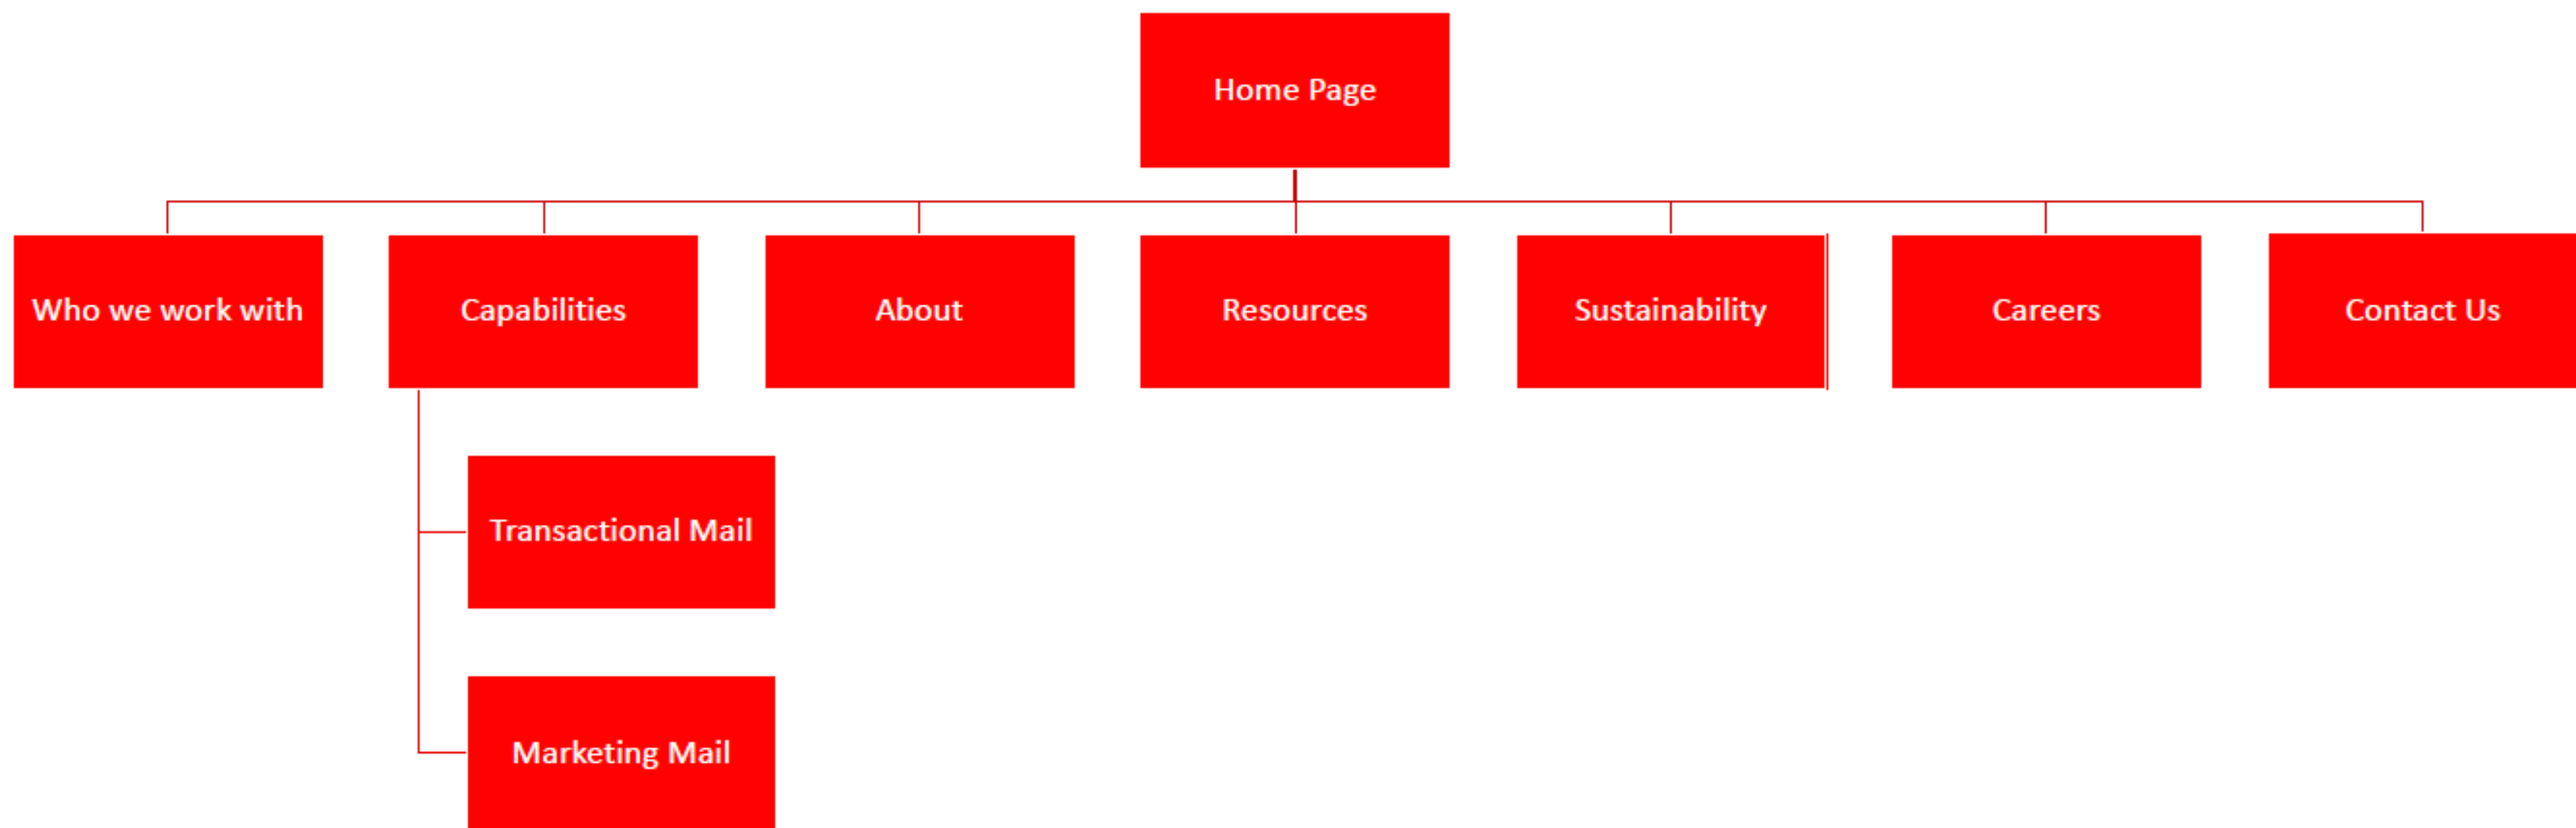 Home Page
Who we work with
Capabilities
About
Resources
Sustainability
Careers
Contact Us
Transactional Mail
Marketing Mail